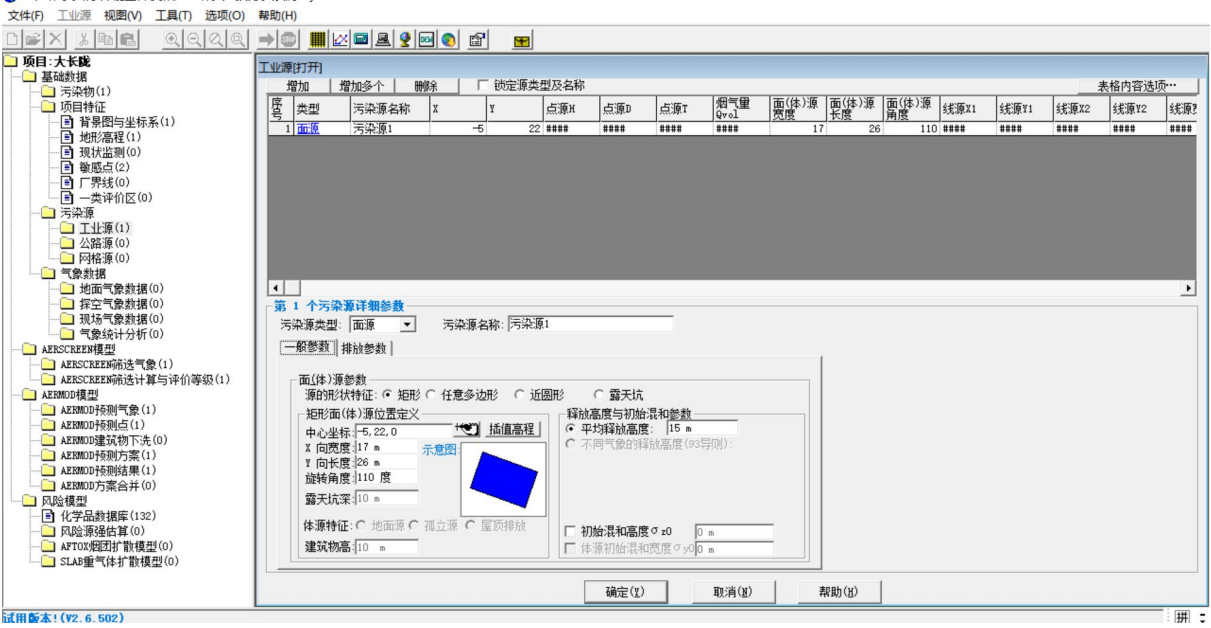 文件(F) 工业源 视图(V) 工具(T) 选项(O) 帮助(H)
项目:大长陇
基础数据
污染物(1)
项目特征
背景图与坐标系(1)
地形高程(1)
现状监测(0)
敏感点(2)
厂界线(0)
一类评价区(0)
污染源
工业源(1)
公路源(0)
网格源(0)
气象数据
地面气象数据(0)
探空气象数据(0)
现场气象数据(0)
气象统计分析(0)
AERSCREEN模型
AERSCREEN筛选气象(1)
AERSCREEN筛选计算与评价等级(1)
AERMOD模型
AERMOD预测气象(1)
AERMOD预测点(1)
AERMOD建筑物下洗(0)
AERMOD预测方案(1)
AERMOD预测结果(1)
AERMOD方案合并(0)
风险模型
化学品数据库(132)
风险源强估算(0)
AFTOX烟团扩散模型(0)
SLAB重气体扩散模型(0)
工业源[打开]
增加 增加多个 删除 锁定源类型及名称 表格内容选项…
序号 类型 污染源名称 X Y 点源H 点源D 点源T 烟气量Qvol 面(体)源宽度 面(体)源长度 面(体)源角度 线源X1 线源Y1 线源X2 线源Y2 线源
1 面源 污染源1 -5 22 #### #### #### #### 17 26 110 #### #### #### #### ####
第 1 个污染源详细参数
污染源类型: 面源 污染源名称: 污染源1
一般参数 排放参数
面(体)源参数
源的形状特征: 矩形 任意多边形 近圆形 露天坑
矩形面(体)源位置定义
中心坐标: -5,22,0 插值高程
X 向宽度: 17 m
示意图:
Y 向长度: 26 m
旋转角度: 110 度
露天坑深: 10 m
体源特征: 地面源 孤立源 屋顶排放
建筑物高: 10 m
释放高度与初始混和参数
平均释放高度: 15 m
不同气象的释放高度(93导则):
初始混和高度σz0 0 m
体源初始混和宽度σy0 0 m
确定(Y) 取消(N) 帮助(H)
试用版本!(V2.6.502) 拼